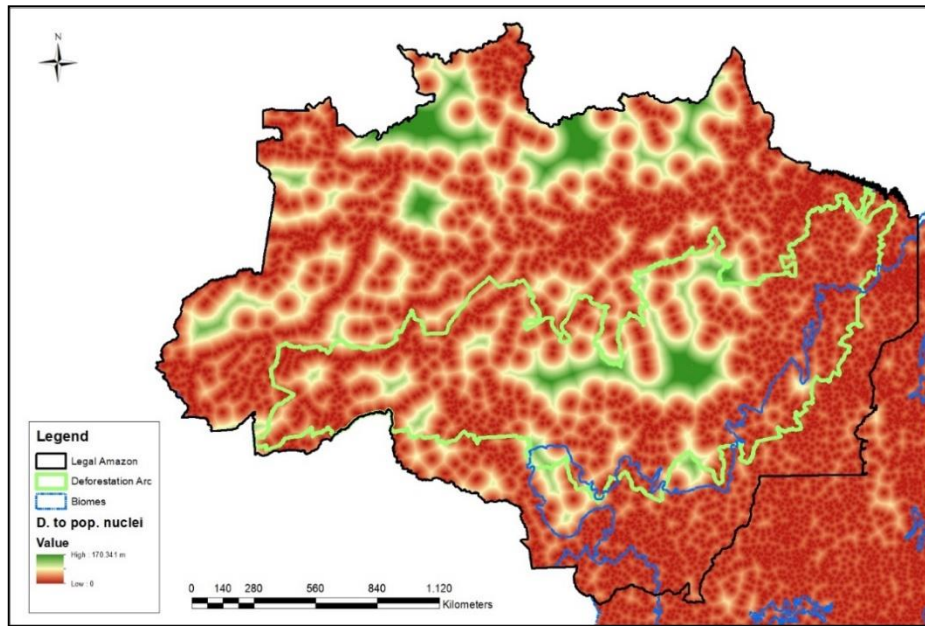 N
Legend
Legal Amazon
Deforestation Arc
Biomes
D. to pop. nuclei
Value
High : 170.341 m
Low : 0
0 140 280 560 840 1.120
Kilometers